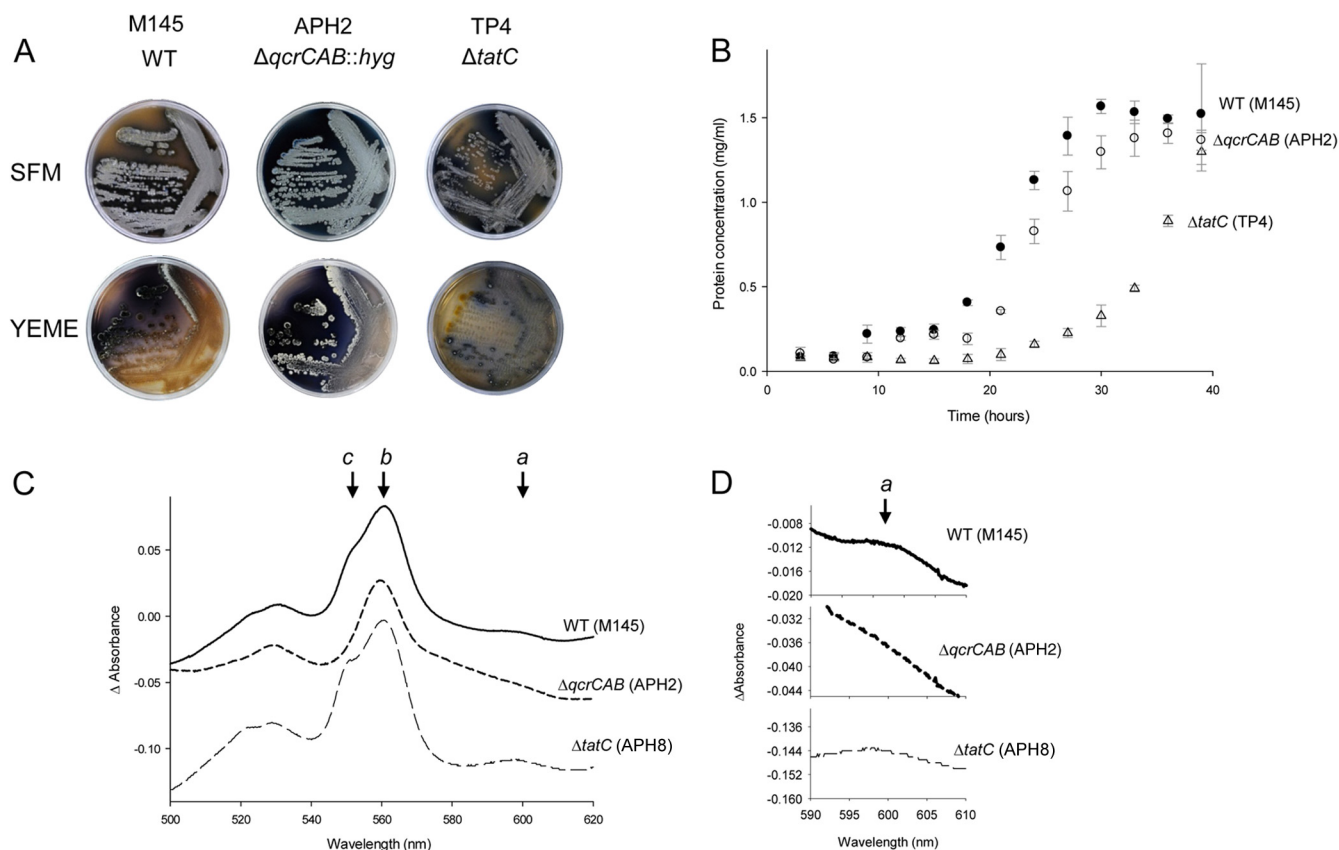 A
M145
WT
APH2
ΔqcrCAB::hyg
TP4
ΔtatC
SFM
YEME
B
Protein concentration (mg/ml)
1.5
1.0
0.5
0.0
0
10
20
30
40
Time (hours)
WT (M145)
ΔqcrCAB (APH2)
ΔtatC (TP4)
C
c
b
a
Δ Absorbance
0.05
0.00
-0.05
-0.10
500
520
540
560
580
600
620
Wavelength (nm)
WT (M145)
ΔqcrCAB (APH2)
ΔtatC (APH8)
D
a
ΔAbsorbance
-0.008
-0.012
-0.016
-0.020
WT (M145)
-0.032
-0.036
-0.040
-0.044
ΔqcrCAB (APH2)
-0.136
-0.144
-0.152
-0.160
ΔtatC (APH8)
590
595
600
605
610
Wavelength (nm)